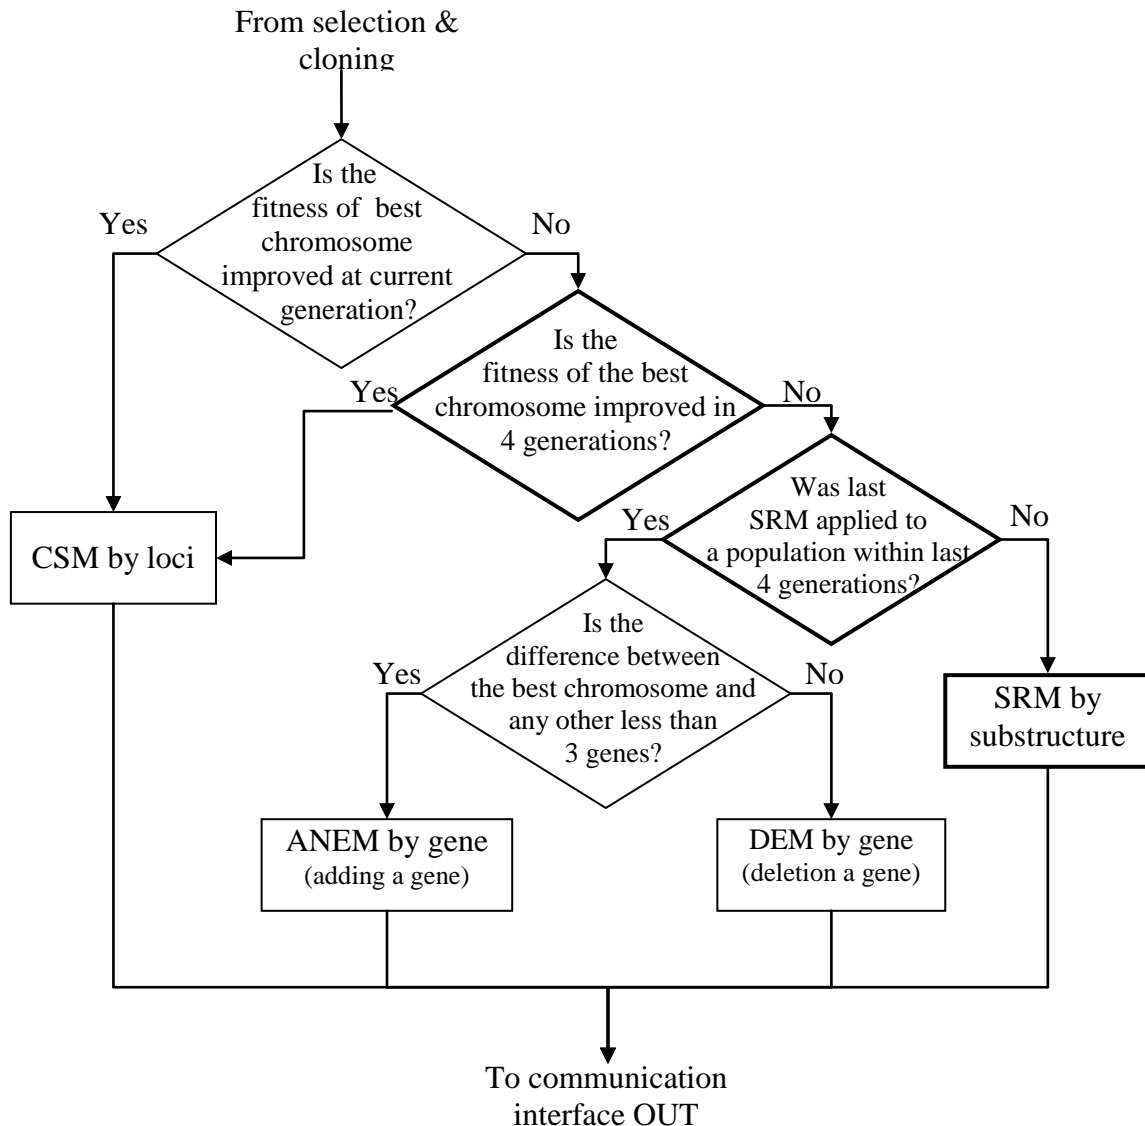 From selection &
cloning
Is the
fitness of best
chromosome
improved at current
generation?
Yes
No
Is the
fitness of the best
chromosome improved in
4 generations?
Yes
No
Was last
SRM applied to
a population within last
4 generations?
Yes
No
CSM by loci
Is the
difference between
the best chromosome and
any other less than
3 genes?
Yes
No
SRM by
substructure
ANEM by gene
(adding a gene)
DEM by gene
(deletion a gene)
To communication
interface OUT